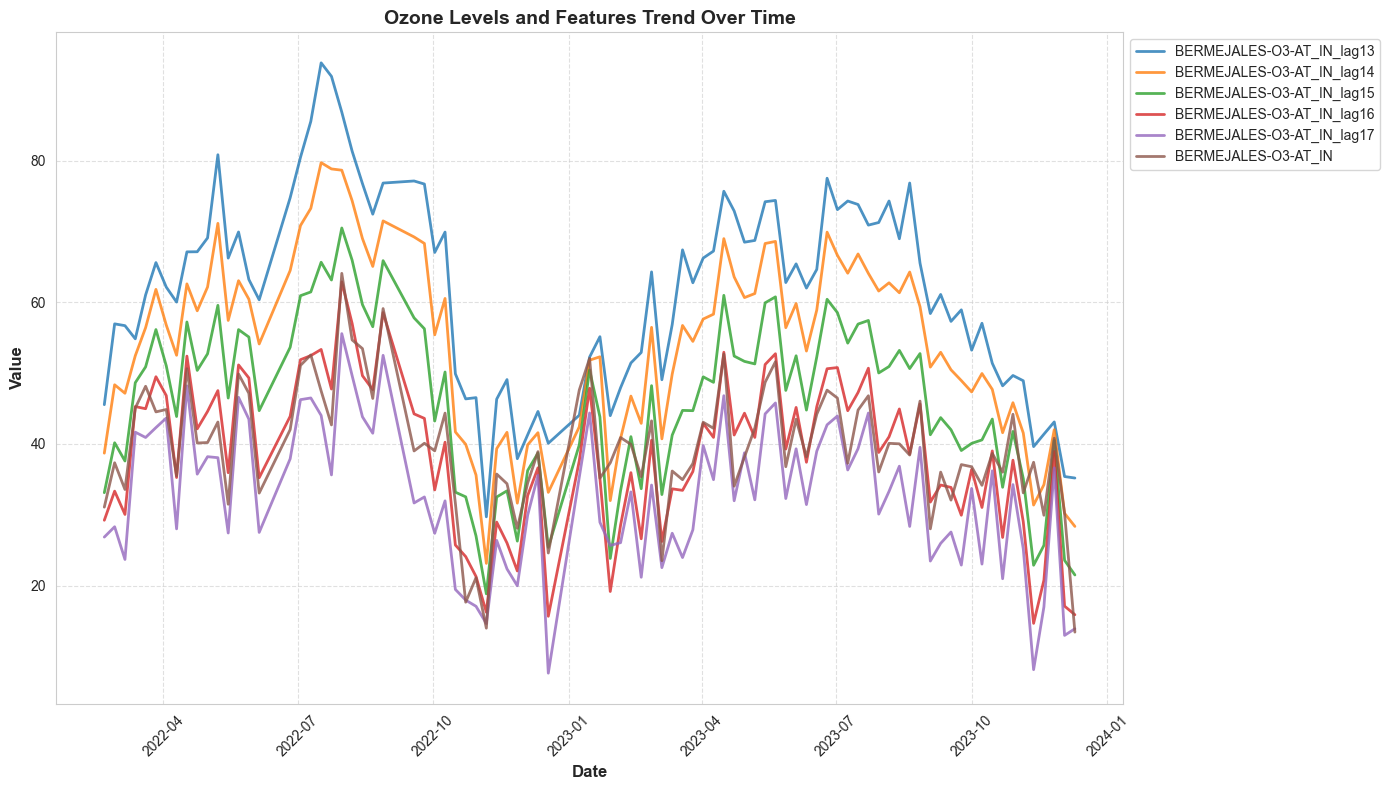 Ozone Levels and Features Trend Over Time
BERMEJALES-O3-AT_IN_lag13
BERMEJALES-O3-AT_IN_lag14
BERMEJALES-O3-AT_IN_lag15
BERMEJALES-O3-AT_IN_lag16
BERMEJALES-O3-AT_IN_lag17
BERMEJALES-O3-AT_IN
Value
80
60
40
20
2022-04
2022-07
2022-10
2023-01
2023-04
2023-07
2023-10
2024-01
Date